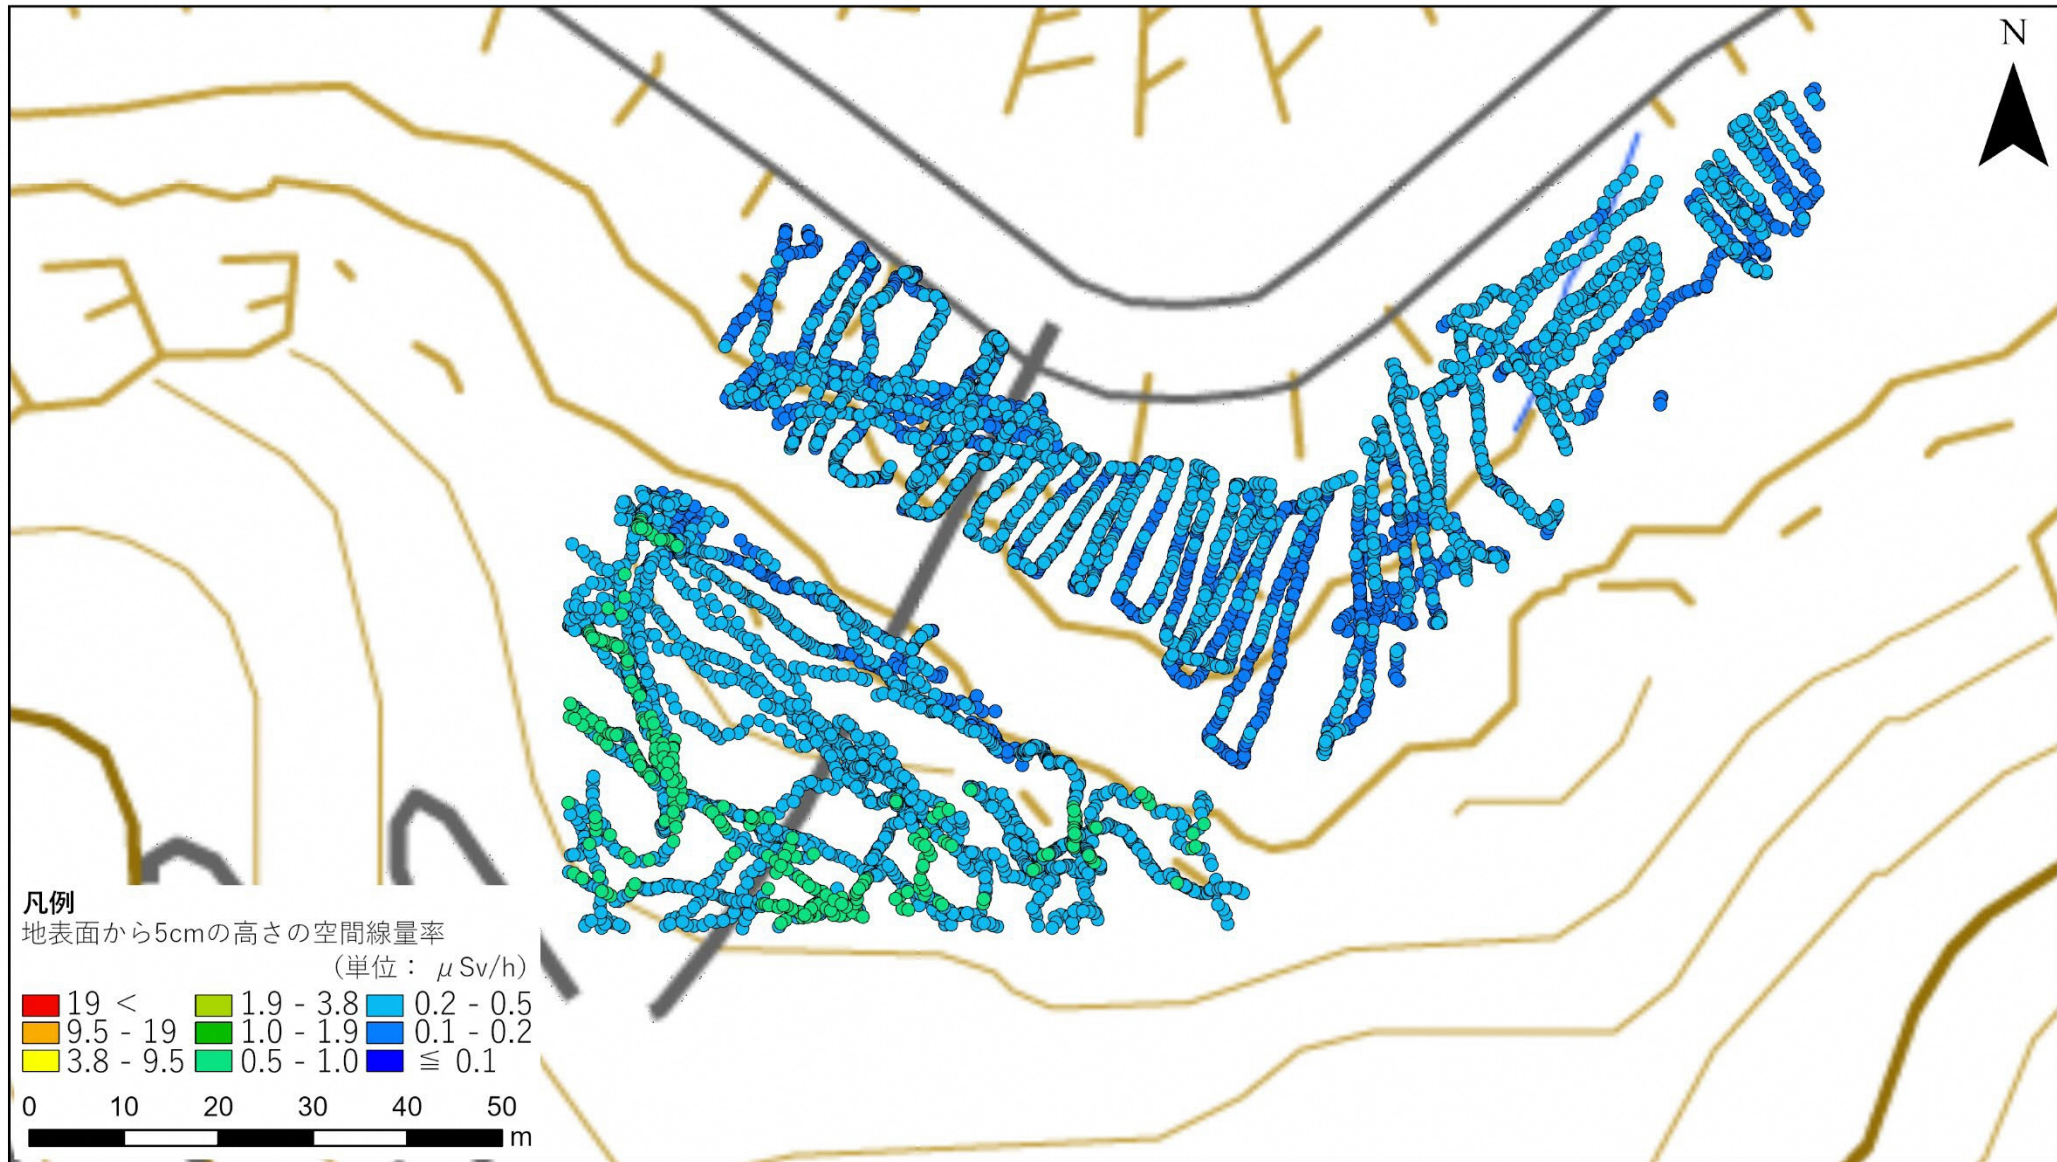 N
凡例
地表面から5cmの高さの空間線量率
（単位： μSv/h）
19 < 1.9 - 3.8 0.2 - 0.5
9.5 - 19 1.0 - 1.9 0.1 - 0.2
3.8 - 9.5 0.5 - 1.0 ≦ 0.1
0 10 20 30 40 50
m